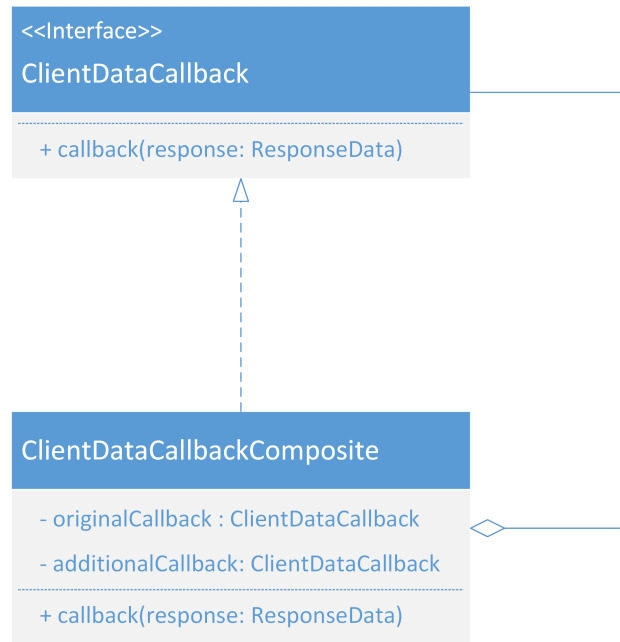 <<Interface>>
ClientDataCallback
+ callback(response: ResponseData)
ClientDataCallbackComposite
- originalCallback : ClientDataCallback
- additionalCallback: ClientDataCallback
+ callback(response: ResponseData)